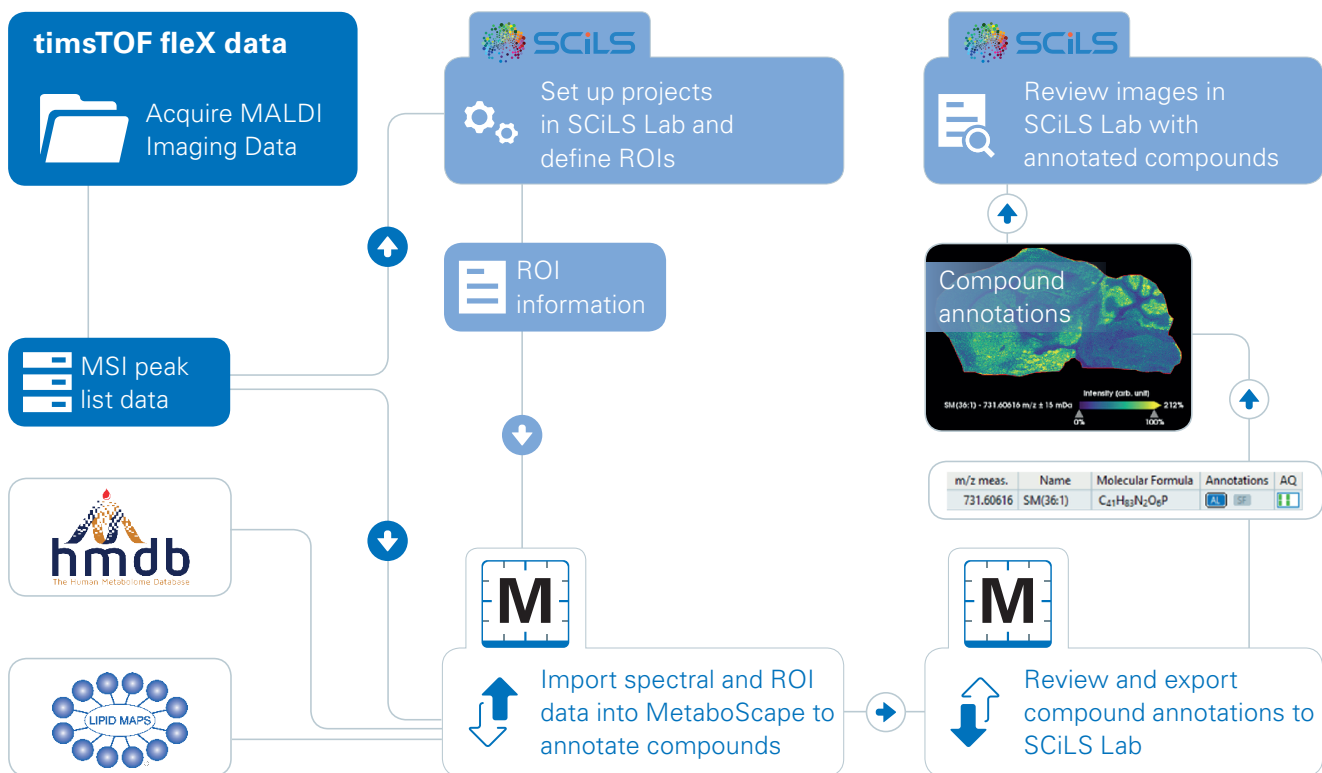 timsTOF fleX data
Acquire MALDI
Imaging Data
SCiLS
Set up projects
in SCiLS Lab and
define ROIs
SCiLS
Review images in
SCiLS Lab with
annotated compounds
ROI
information
Compound
annotations
Intensity (arb. unit)
SM(36:1) - 731.60616 m/z ± 15 mDa
212%
0%
100%
MSI peak
list data
m/z meas. Name Molecular Formula Annotations AQ
731.60616 SM(36:1) C₄₁H₈₃N₂O₆P AL SF
hmdb
The Human Metabolome Database
M
Import spectral and ROI
data into MetaboScape to
annotate compounds
M
Review and export
compound annotations to
SCiLS Lab
LIPID MAPS